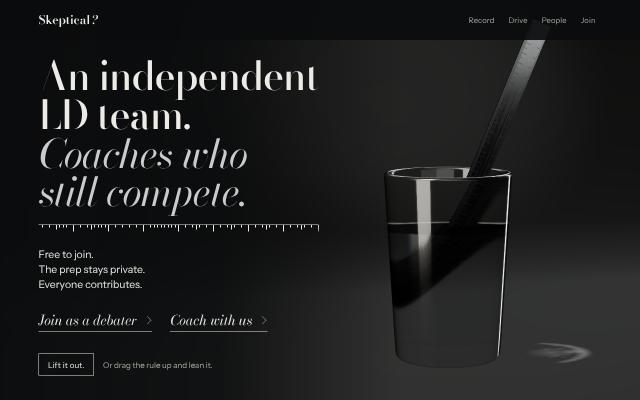 Skeptical?
Record
Drive
People
Join
An independent
LD team.
Coaches who
still compete.
Free to join.
The prep stays private.
Everyone contributes.
Join as a debater
Coach with us
Lift it out.
Or drag the rule up and lean it.